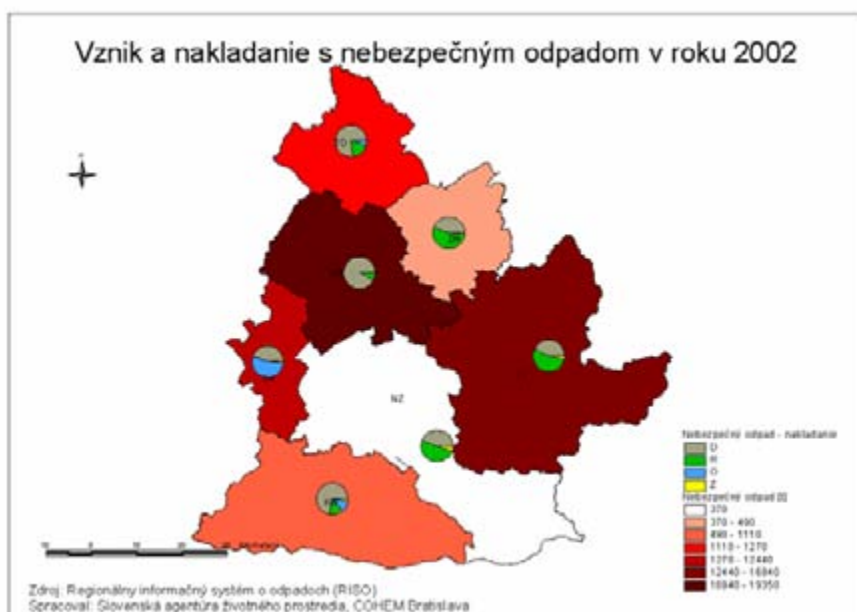 Vznik a nakladanie s nebezpečným odpadom v roku 2002
NZ
Nebezpečný odpad - nakladanie
D
R
O
Z
Nebezpečný odpad [t]
370
370 - 490
490 - 1110
1110 - 1270
1270 - 12440
12440 - 16840
16840 - 19350
Zdroj: Regionálny informačný systém o odpadoch (RISO)
Spracoval: Slovenská agentúra životného prostredia, COHEM Bratislava